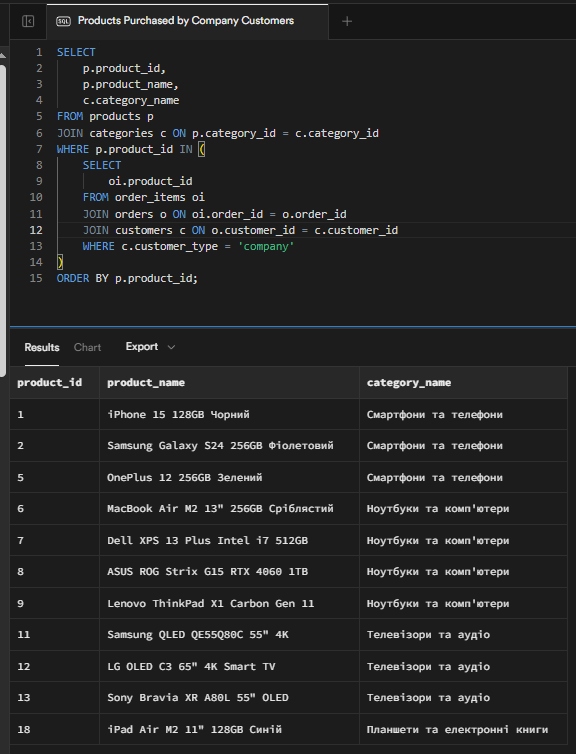 SQL Products Purchased by Company Customers +
1 SELECT
2 p.product_id,
3 p.product_name,
4 c.category_name
5 FROM products p
6 JOIN categories c ON p.category_id = c.category_id
7 WHERE p.product_id IN (
8 SELECT
9 oi.product_id
10 FROM order_items oi
11 JOIN orders o ON oi.order_id = o.order_id
12 JOIN customers c ON o.customer_id = c.customer_id
13 WHERE c.customer_type = 'company'
14 )
15 ORDER BY p.product_id;
Results Chart Export
product_id product_name category_name
1 iPhone 15 128GB Чорний Смартфони та телефони
2 Samsung Galaxy S24 256GB Фіолетовий Смартфони та телефони
5 OnePlus 12 256GB Зелений Смартфони та телефони
6 MacBook Air M2 13" 256GB Сріблястий Ноутбуки та комп'ютери
7 Dell XPS 13 Plus Intel i7 512GB Ноутбуки та комп'ютери
8 ASUS ROG Strix G15 RTX 4060 1TB Ноутбуки та комп'ютери
9 Lenovo ThinkPad X1 Carbon Gen 11 Ноутбуки та комп'ютери
11 Samsung QLED QE55Q80C 55" 4K Телевізори та аудіо
12 LG OLED C3 65" 4K Smart TV Телевізори та аудіо
13 Sony Bravia XR A80L 55" OLED Телевізори та аудіо
18 iPad Air M2 11" 128GB Синій Планшети та електронні книги